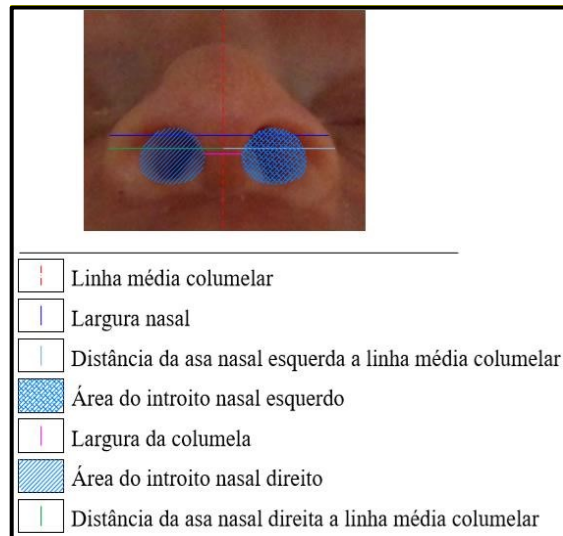 Linha média columelar
Largura nasal
Distância da asa nasal esquerda a linha média columelar
Área do introito nasal esquerdo
Largura da columela
Área do introito nasal direito
Distância da asa nasal direita a linha média columelar